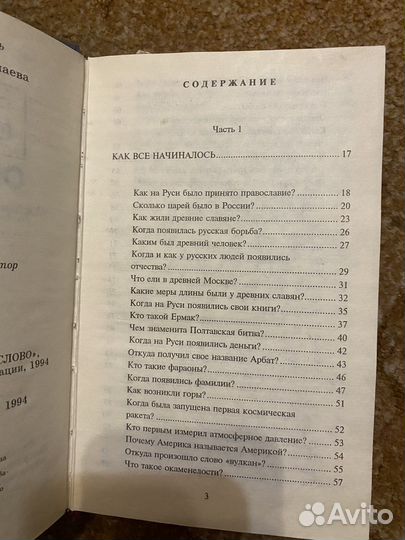 ь
паева
тор
СЛОВО",
ации, 1994
1994
ва
ба-
о
СОДЕРЖАНИЕ
Часть 1
КАК ВСЕ НАЧИНАЛОСЬ................................ 17
Как на Руси было принято православие? ....... 18
Сколько царей было в России? ..................... 20
Как жили древние славяне? .......................... 23
Когда появилась русская борьба? .................. 26
Каким был древний человек? ........................ 27
Когда и как у русских людей появились
отчества? ................................................... 29
Что ели в древней Москве? ........................... 31
Какие меры длины были у древних славян? .. 32
Когда на Руси появились свои книги? ............ 35
Кто такой Ермак? ........................................ 37
Чем знаменита Полтавская битва? ................. 40
Когда на Руси появились деньги? .................. 42
Откуда получил свое название Арбат? ........... 43
Кто такие фараоны? ..................................... 46
Когда появились фамилии? .......................... 47
Как возникли горы? ..................................... 51
Когда была запущена первая космическая
ракета? ...................................................... 52
Кто первым измерил атмосферное давление? . 53
Почему Америка называется Америкой? ........ 54
Откуда произошло слово «вулкан»? ............... 55
Что такое окаменелости? .............................. 57
3
Avito